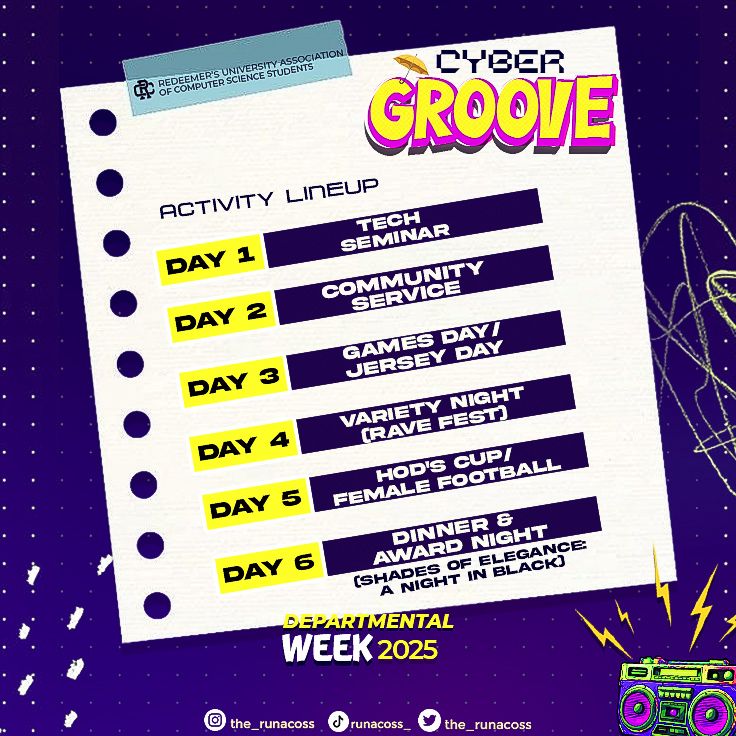 REDEEMER'S UNIVERSITY ASSOCIATION
OF COMPUTER SCIENCE STUDENTS
CYBER
GROOVE
ACTIVITY LINEUP
DAY 1
TECH
SEMINAR
DAY 2
COMMUNITY
SERVICE
DAY 3
GAMES DAY/
JERSEY DAY
DAY 4
VARIETY NIGHT
(RAVE FEST)
DAY 5
HOD'S CUP/
FEMALE FOOTBALL
DAY 6
DINNER &
AWARD NIGHT
(SHADES OF ELEGANCE:
A NIGHT IN BLACK)
DEPARTMENTAL
WEEK 2025
the_runacoss runacoss_ the_runacoss